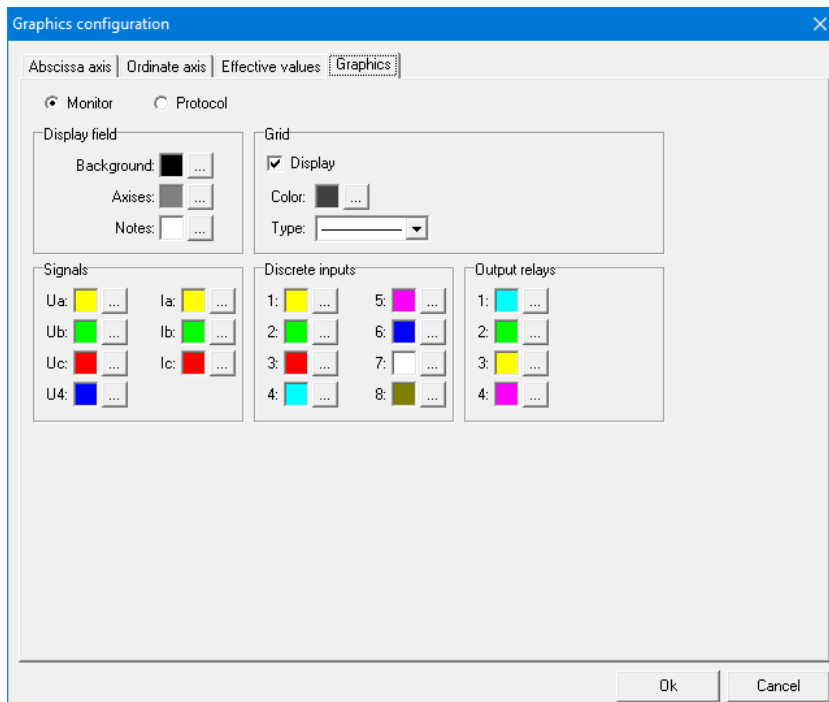 Graphics configuration
Abscissa axis Ordinate axis Effective values Graphics
Monitor Protocol
Display field
Background: ...
Axises: ...
Notes: ...
Grid
Display
Color: ...
Type:
Signals
Ua: ... Ia: ...
Ub: ... Ib: ...
Uc: ... Ic: ...
U4: ...
Discrete inputs
1: ... 5: ...
2: ... 6: ...
3: ... 7: ...
4: ... 8: ...
Output relays
1: ...
2: ...
3: ...
4: ...
Ok Cancel